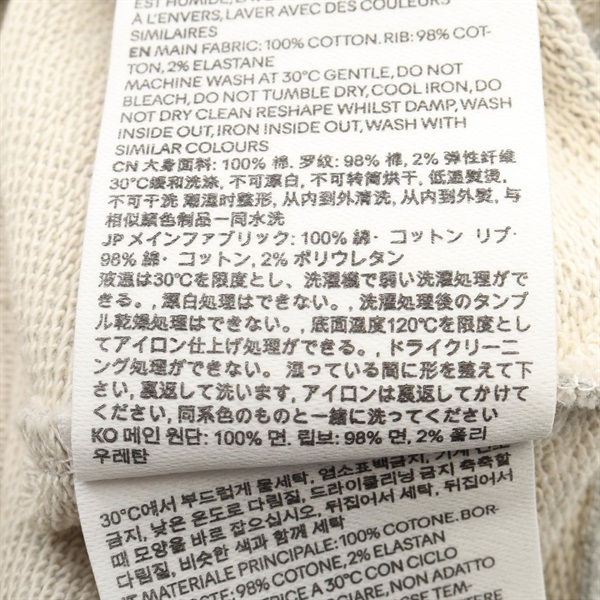 À L'ENVERS, LAVER AVEC DES COULEURS
SIMILAIRES
EN MAIN FABRIC: 100% COTTON. RIB: 98% COT-
TON, 2% ELASTANE
MACHINE WASH AT 30°C GENTLE, DO NOT
BLEACH, DO NOT TUMBLE DRY, COOL IRON, DO
NOT DRY CLEAN RESHAPE WHILST DAMP, WASH
INSIDE OUT, IRON INSIDE OUT, WASH WITH
SIMILAR COLOURS
CN 大身面料: 100% 棉. 罗纹: 98% 棉, 2% 弹性纤维
30°C缓和洗涤, 不可漂白, 不可转筒烘干, 低温熨烫,
不可干洗 潮湿时整形, 从内到外清洗, 从内到外熨, 与
相似颜色制品一同水洗
JP メインファブリック: 100% 綿・コットン リブ:
98% 綿・コットン, 2% ポリウレタン
液温は30°Cを限度とし、洗濯機で弱い洗濯処理がで
きる。, 漂白処理はできない。, 洗濯処理後のタンブ
ル乾燥処理はできない。, 底面温度120°Cを限度とし
てアイロン仕上げ処理ができる。, ドライクリーニ
ング処理ができない。 湿っている間に形を整えて下
さい, 裏返して洗います, アイロンは裏返してかけて
ください, 同系色のものと一緒に洗ってください
KO 메인 원단: 100% 면. 립브: 98% 면, 2% 폴리
우레탄
30°C에서 부드럽게 물세탁, 염소표백금지, 기계 건조
금지, 낮은 온도로 다림질, 드라이클리닝 금지 축축할
때 모양을 바로 잡으십시오, 뒤집어서 세탁, 뒤집어서
다림질, 비슷한 색과 함께 세탁
IT MATERIALE PRINCIPALE: 100% COTONE. BOR-
98% COTONE, 2% ELASTAN
A 30°C CON CICLO
NON ADATTO